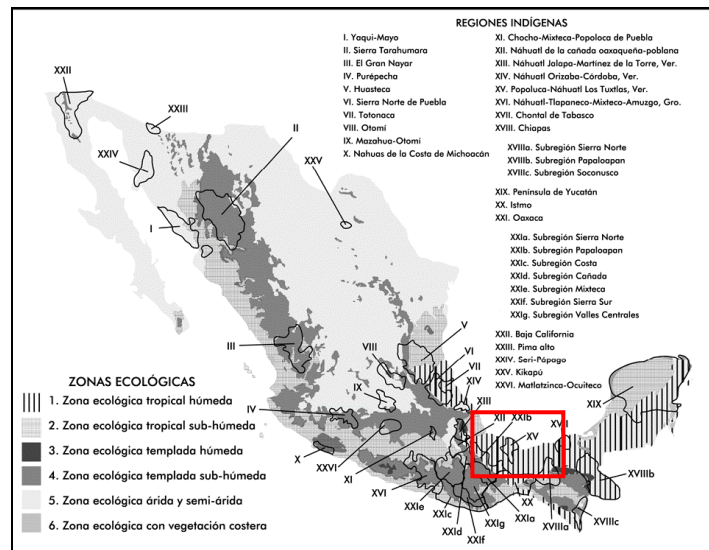 REGIONES INDÍGENAS
I. Yaqui-Mayo
II. Sierra Tarahumara
III. El Gran Nayar
IV. Purépecha
V. Huasteca
VI. Sierra Norte de Puebla
VII. Totonaca
VIII. Otomí
IX. Mazahua-Otomí
X. Nahuas de la Costa de Michoacán
XI. Chocho-Mixteca-Popoloca de Puebla
XII. Náhuatl de la cañada oaxaqueña-poblana
XIII. Náhuatl Jalapa-Martínez de la Torre, Ver.
XIV. Náhuatl Orizaba-Córdoba, Ver.
XV. Popoluca-Náhuatl Los Tuxtlas, Ver.
XVI. Náhuatl-Tlapaneco-Mixteco-Amuzgo, Gro.
XVII. Chontal de Tabasco
XVIII. Chiapas
XVIIIa. Subregión Sierra Norte
XVIIIb. Subregión Papaloapan
XVIIIc. Subregión Soconusco
XIX. Península de Yucatán
XX. Istmo
XXI. Oaxaca
XXIa. Subregión Sierra Norte
XXIb. Subregión Papaloapan
XXIc. Subregión Costa
XXId. Subregión Cañada
XXIe. Subregión Mixteca
XXIf. Subregión Sierra Sur
XXIg. Subregión Valles Centrales
XXII. Baja California
XXIII. Pima alto
XXIV. Seri-Pápago
XXV. Kikapú
XXVI. Matlatzinca-Ocuiteco
XXII
XXIII
II
XXIV
XXV
I
V
VI
VIII
VII
III
XIV
IX
XIII
XIX
IV
XII
XXIb
XV
XVII
X
XXVI
XI
XVI
XXIe
XXIc
XXId
XXIf
XXIg
XXIa
XX
XVIIIa
XVIIIb
XVIIIc
ZONAS ECOLÓGICAS
1. Zona ecológica tropical húmeda
2. Zona ecológica tropical sub-húmeda
3. Zona ecológica templada húmeda
4. Zona ecológica templada sub-húmeda
5. Zona ecológica árida y semi-árida
6. Zona ecológica con vegetación costera